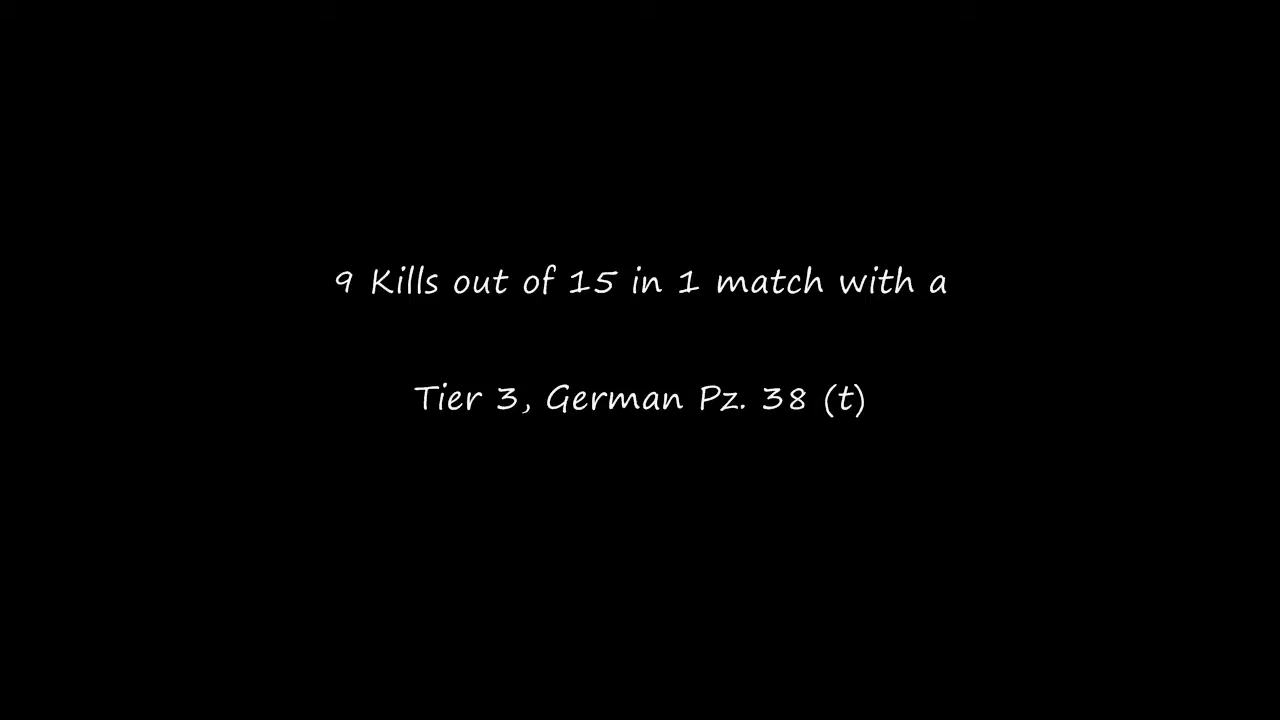 9 Kills out of 15 in 1 match with a
Tier 3, German Pz. 38 (t)